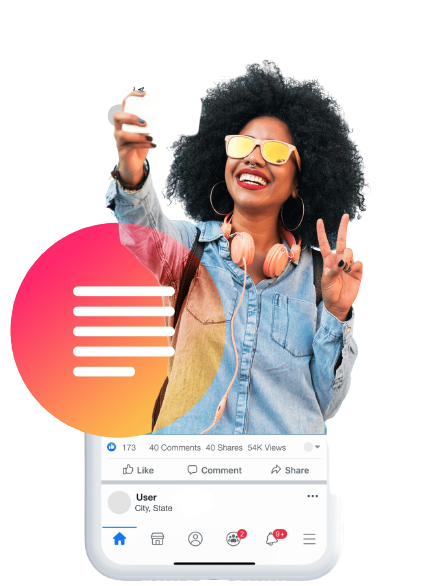 173 40 Comments 40 Shares 54K Views
Like Comment Share
User
City, State
2 9+